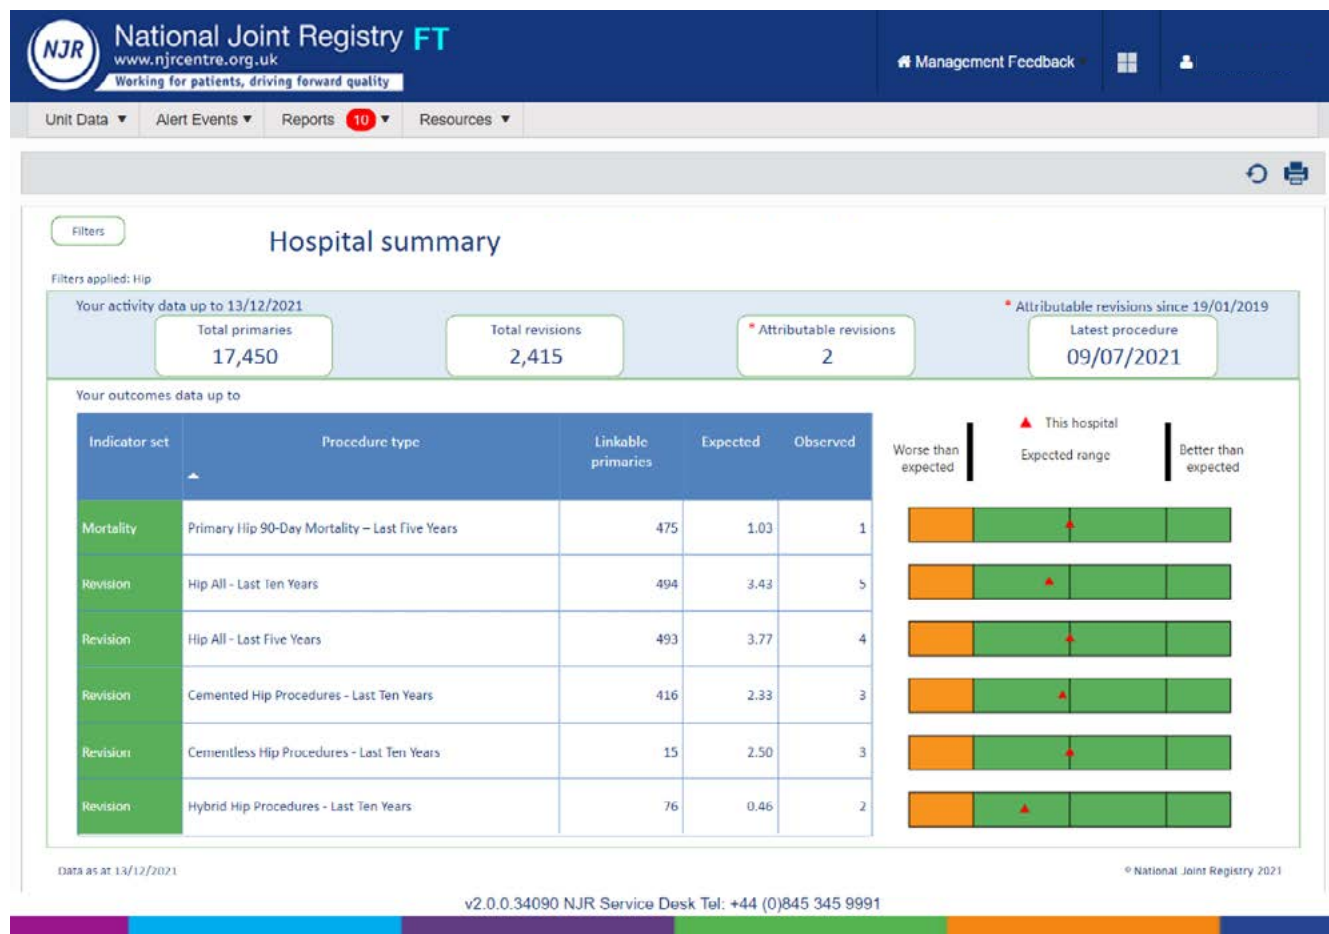 NJR
National Joint Registry FT
www.njrcentre.org.uk
Working for patients, driving forward quality
Management Feedback
Unit Data ▼ Alert Events ▼ Reports 10 ▼ Resources ▼
Filters
Hospital summary
Filters applied: Hip
Your activity data up to 13/12/2021
* Attributable revisions since 19/01/2019
Total primaries
17,450
Total revisions
2,415
* Attributable revisions
2
Latest procedure
09/07/2021
Your outcomes data up to
Indicator set Procedure type Linkable primaries Expected Observed
Worse than expected
This hospital
Expected range
Better than expected
Mortality Primary Hip 90-Day Mortality – Last Five Years 475 1.03 1
Revision Hip All - Last Ten Years 494 3.43 5
Revision Hip All - Last Five Years 493 3.77 4
Revision Cemented Hip Procedures - Last Ten Years 416 2.33 3
Revision Cementless Hip Procedures - Last Ten Years 15 2.50 3
Revision Hybrid Hip Procedures - Last Ten Years 76 0.46 2
Data as at 13/12/2021
© National Joint Registry 2021
v2.0.0.34090 NJR Service Desk Tel: +44 (0)845 345 9991